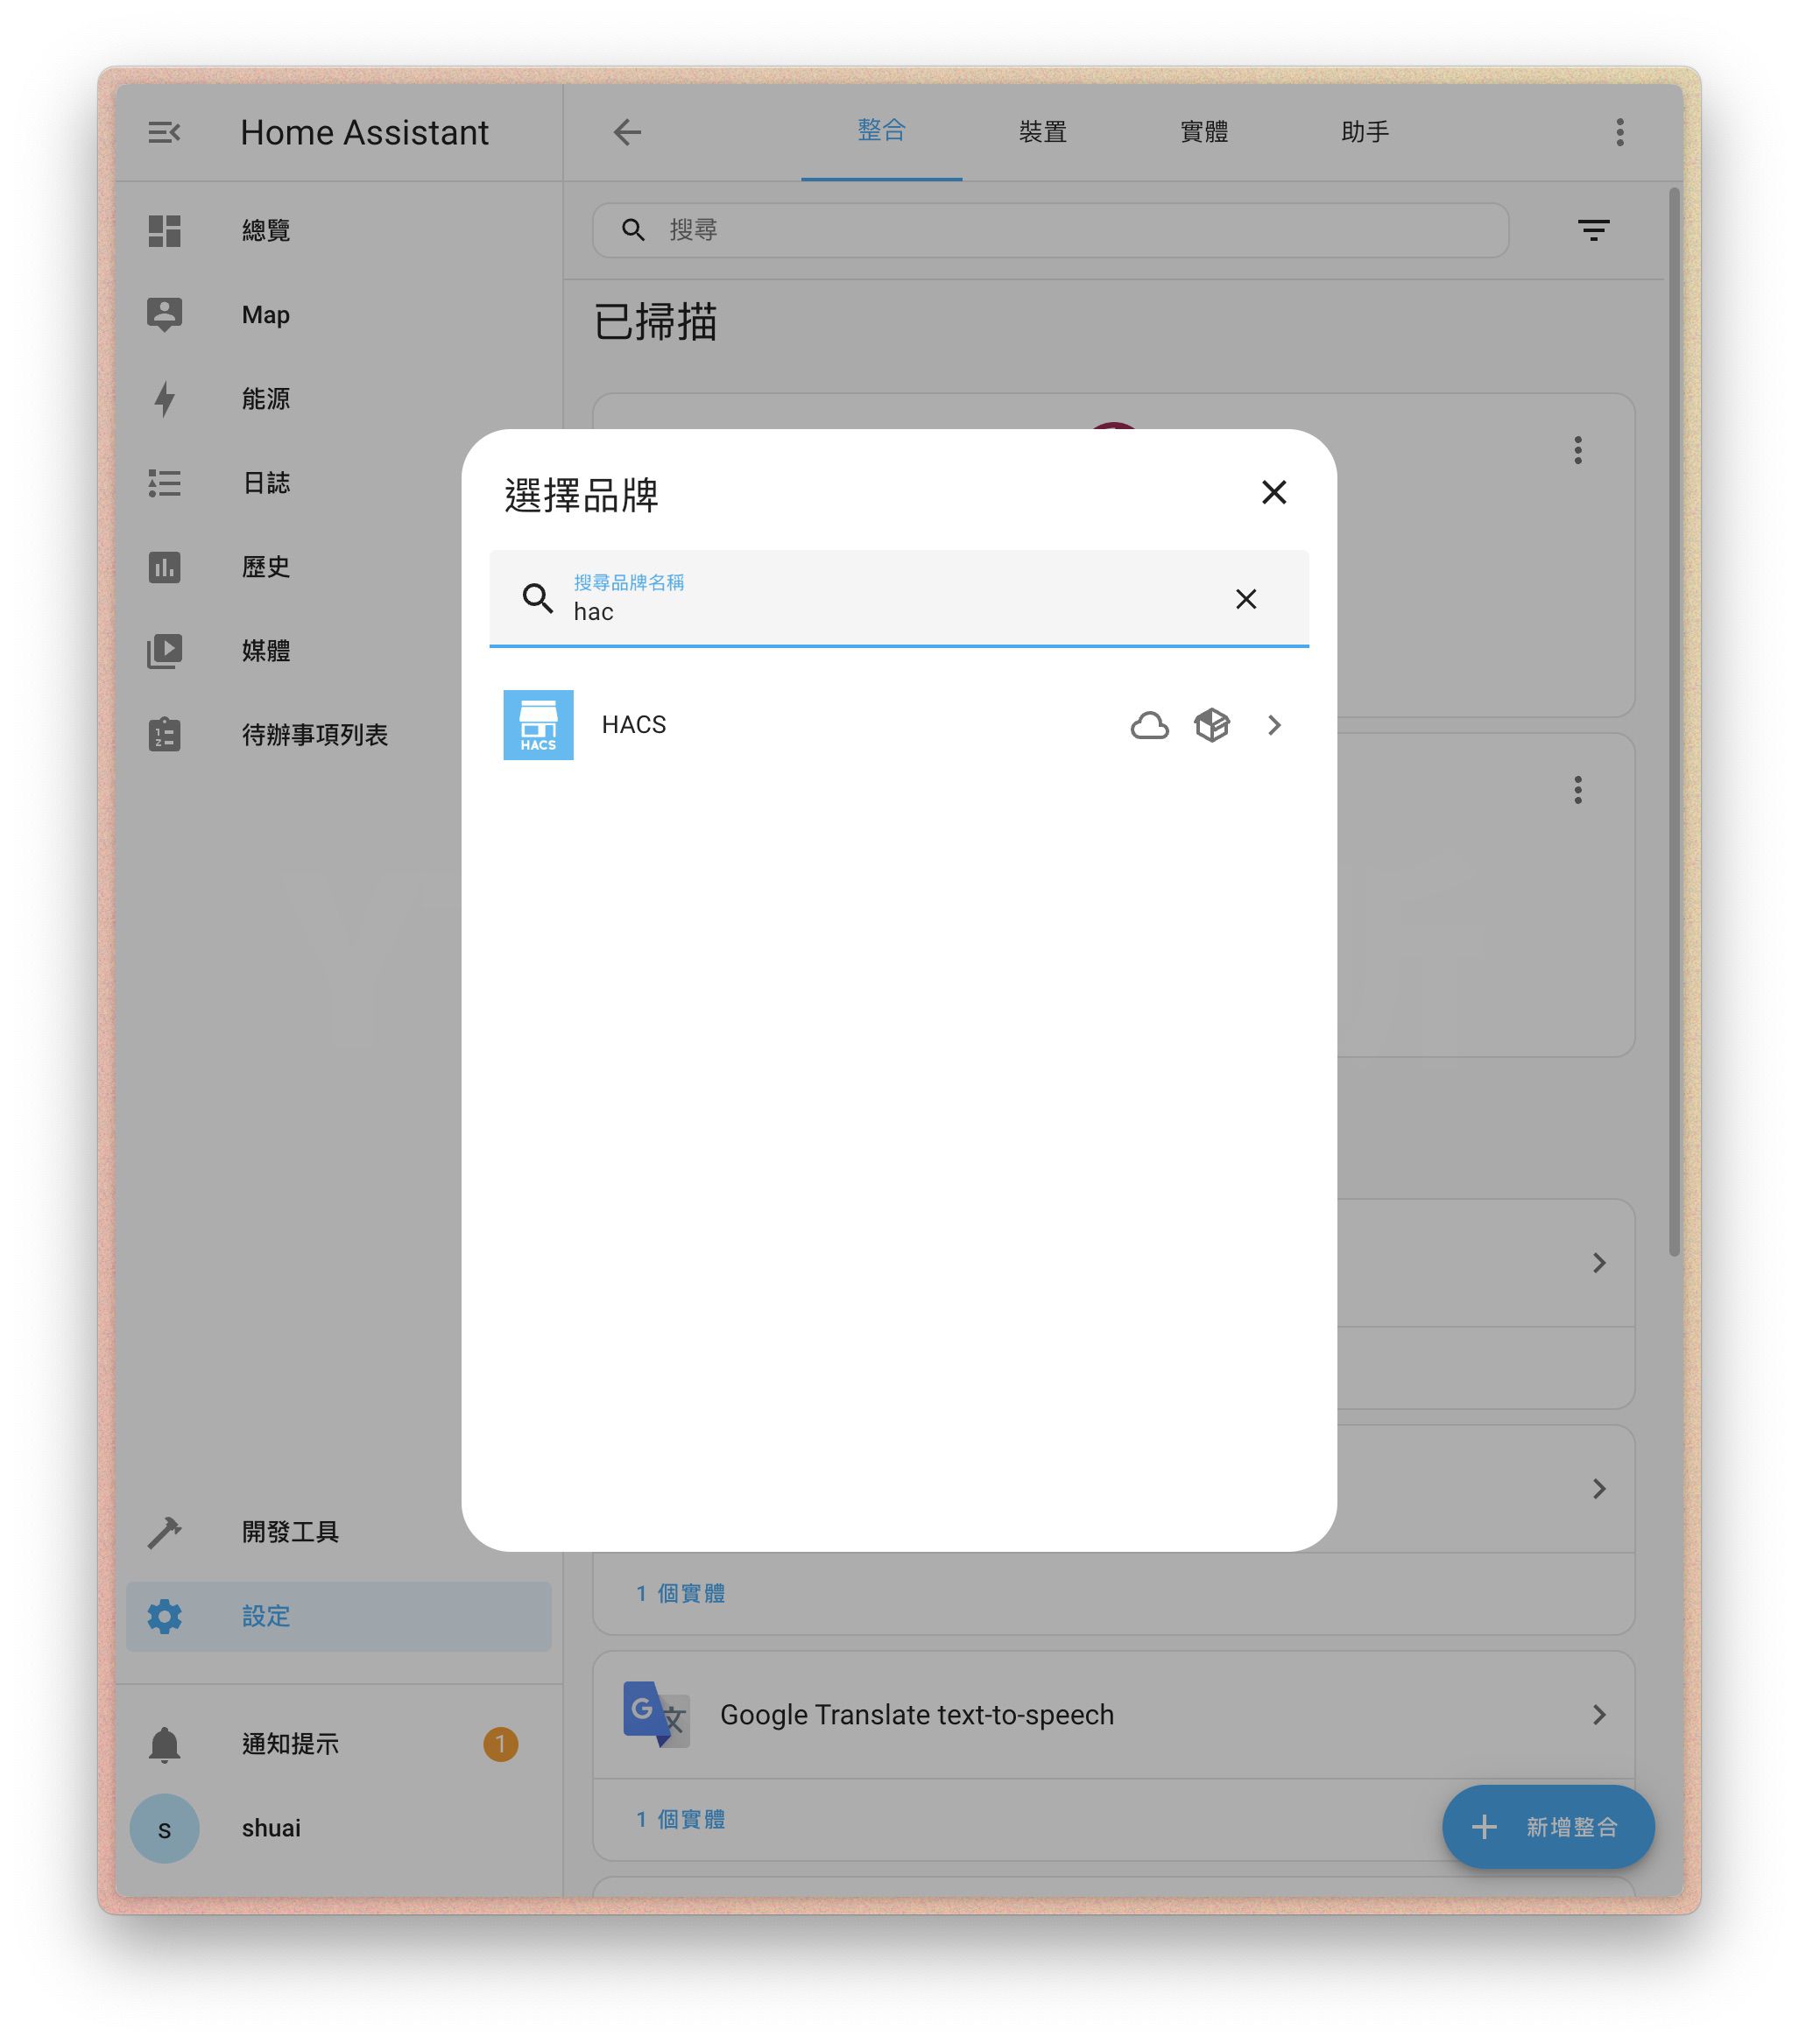 Home Assistant
整合
裝置
實體
助手
總覽
Map
能源
日誌
歷史
媒體
待辦事項列表
搜尋
已掃描
選擇品牌
搜尋品牌名稱
hac
HACS
HACS
開發工具
設定
通知提示
1
s
shuai
1 個實體
G
文
Google Translate text-to-speech
1 個實體
新增整合